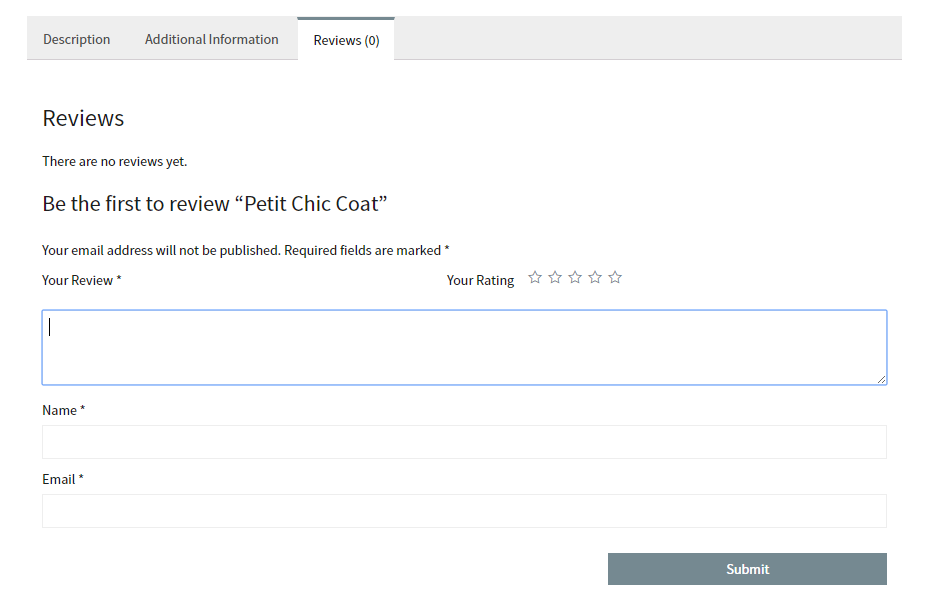 Description Additional Information Reviews (0)
Reviews
There are no reviews yet.
Be the first to review “Petit Chic Coat”
Your email address will not be published. Required fields are marked *
Your Review * Your Rating
Name *
Email *
Submit